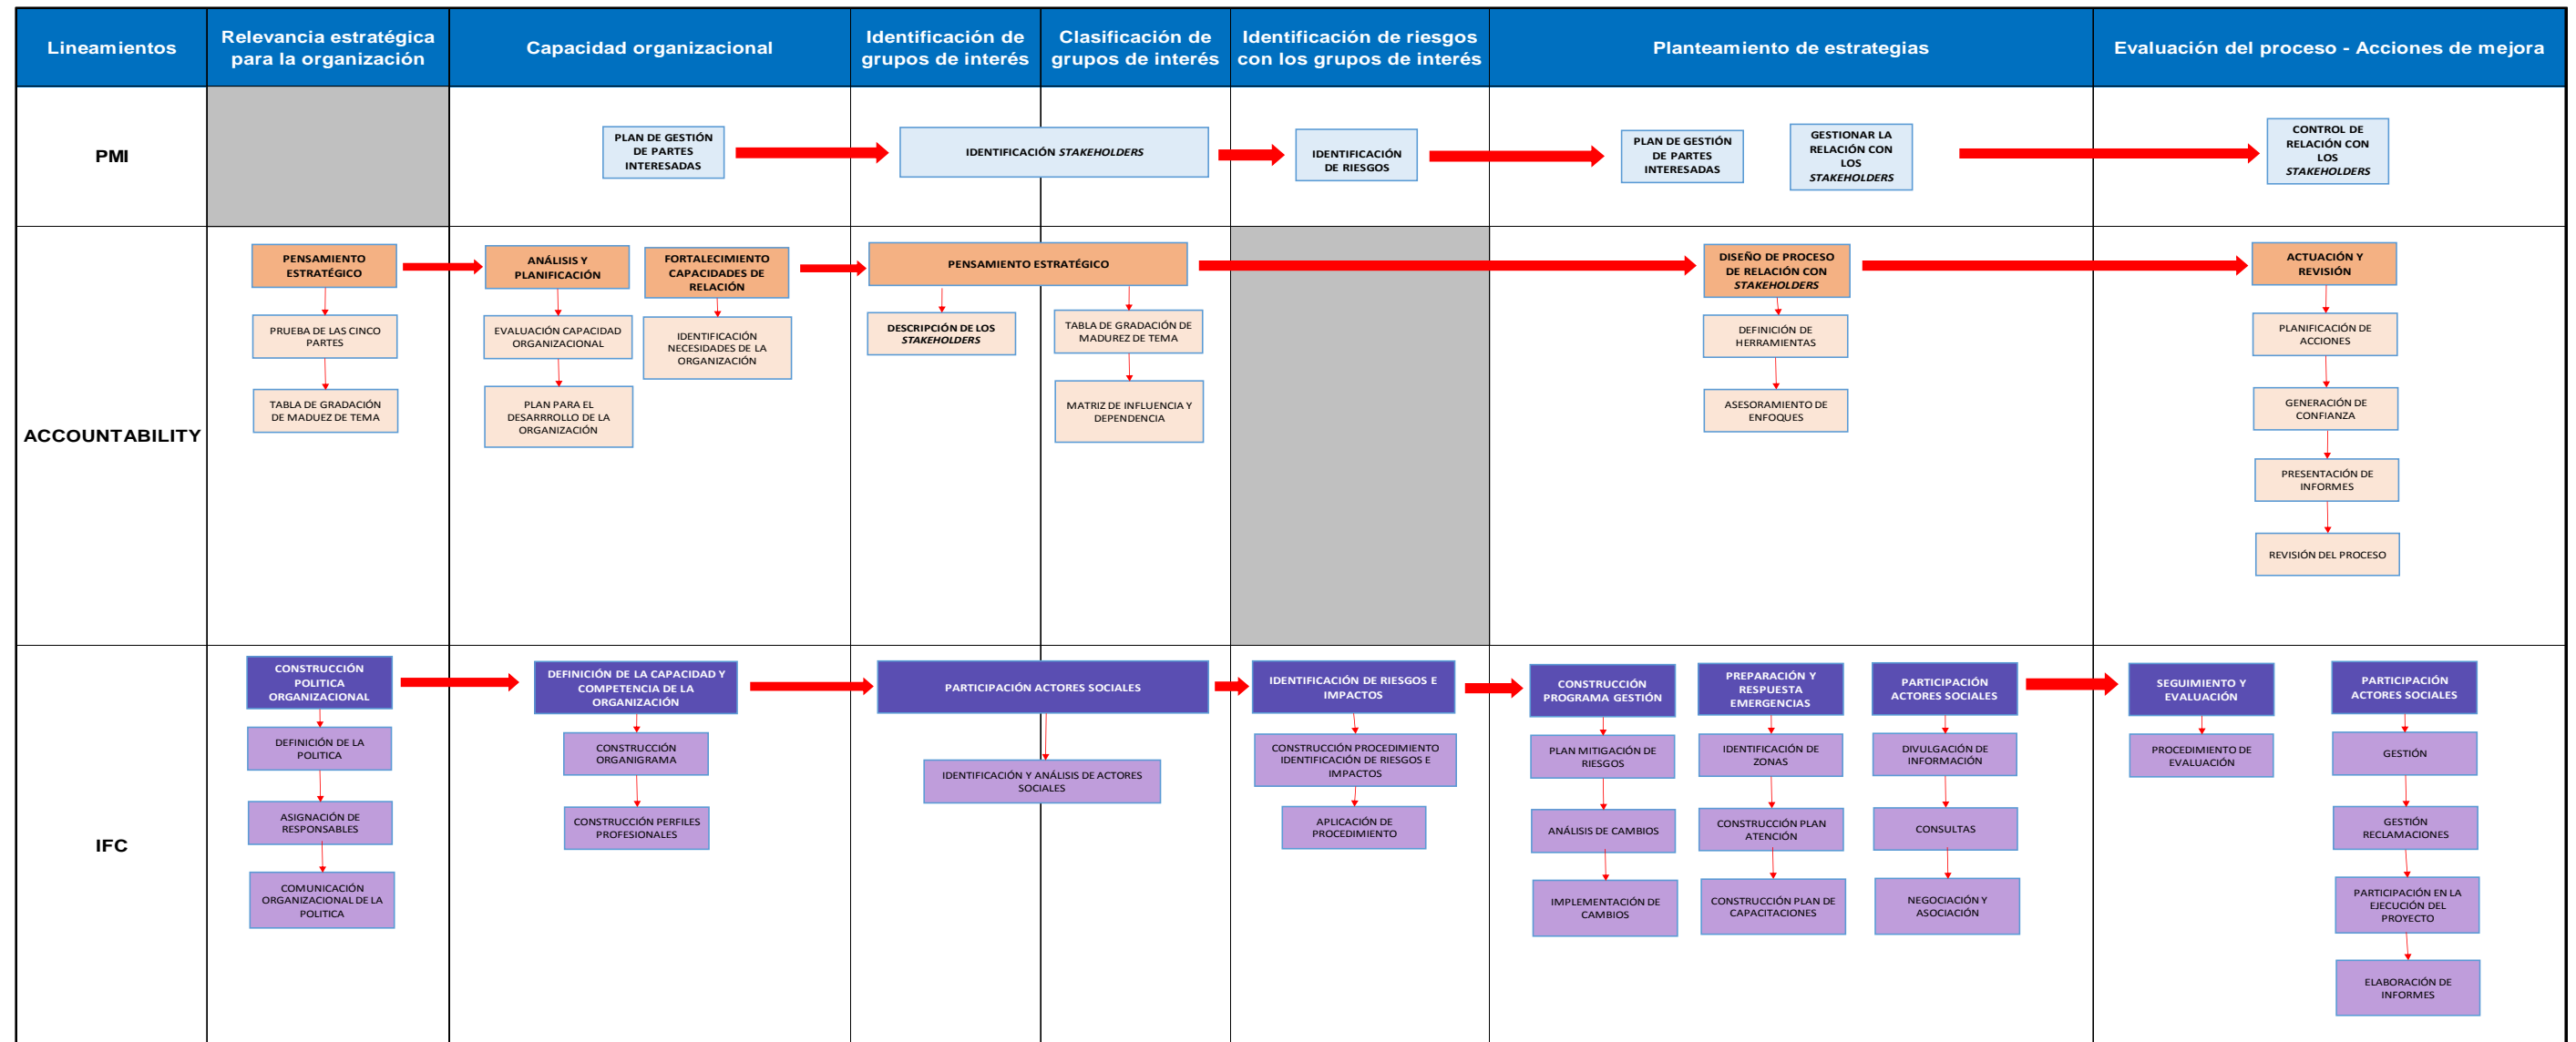 Lineamientos
Relevancia estratégica
para la organización
Capacidad organizacional
Identificación de
grupos de interés
Clasificación de
grupos de interés
Identificación de riesgos
con los grupos de interés
Planteamiento de estrategias
Evaluación del proceso - Acciones de mejora
PMI
PLAN DE GESTIÓN
DE PARTES
INTERESADAS
IDENTIFICACIÓN STAKEHOLDERS
IDENTIFICACIÓN
DE RIESGOS
PLAN DE GESTIÓN
DE PARTES
INTERESADAS
GESTIONAR LA
RELACIÓN CON
LOS
STAKEHOLDERS
CONTROL DE
RELACIÓN CON
LOS
STAKEHOLDERS
ACCOUNTABILITY
PENSAMIENTO
ESTRATÉGICO
PRUEBA DE LAS CINCO
PARTES
TABLA DE GRADACIÓN
DE MADUEZ DE TEMA
ANÁLISIS Y
PLANIFICACIÓN
EVALUACIÓN CAPACIDAD
ORGANIZACIONAL
PLAN PARA EL
DESARRROLLO DE LA
ORGANIZACIÓN
FORTALECIMIENTO
CAPACIDADES DE
RELACIÓN
IDENTIFICACIÓN
NECESIDADES DE LA
ORGANIZACIÓN
PENSAMIENTO ESTRATÉGICO
DESCRIPCIÓN DE LOS
STAKEHOLDERS
TABLA DE GRADACIÓN DE
MADUREZ DE TEMA
MATRIZ DE INFLUENCIA Y
DEPENDENCIA
DISEÑO DE PROCESO
DE RELACIÓN CON
STAKEHOLDERS
DEFINICIÓN DE
HERRAMIENTAS
ASESORAMIENTO DE
ENFOQUES
ACTUACIÓN Y
REVISIÓN
PLANIFICACIÓN DE
ACCIONES
GENERACIÓN DE
CONFIANZA
PRESENTACIÓN DE
INFORMES
REVISIÓN DEL PROCESO
IFC
CONSTRUCCIÓN
POLITICA
ORGANIZACIONAL
DEFINICIÓN DE LA
POLITICA
ASIGNACIÓN DE
RESPONSABLES
COMUNICACIÓN
ORGANIZACIONAL DE LA
POLITICA
DEFINICIÓN DE LA CAPACIDAD Y
COMPETENCIA DE LA
ORGANIZACIÓN
CONSTRUCCIÓN
ORGANIGRAMA
CONSTRUCCIÓN PERFILES
PROFESIONALES
PARTICIPACIÓN ACTORES SOCIALES
IDENTIFICACIÓN Y ANÁLISIS DE ACTORES
SOCIALES
IDENTIFICACIÓN DE RIESGOS E
IMPACTOS
CONSTRUCCIÓN PROCEDIMIENTO
IDENTIFICACIÓN DE RIESGOS E
IMPACTOS
APLICACIÓN DE
PROCEDIMIENTO
CONSTRUCCIÓN
PROGRAMA GESTIÓN
PLAN MITIGACIÓN DE
RIESGOS
ANÁLISIS DE CAMBIOS
IMPLEMENTACIÓN DE
CAMBIOS
PREPARACIÓN Y
RESPUESTA
EMERGENCIAS
IDENTIFICACIÓN DE
ZONAS
CONSTRUCCIÓN PLAN
ATENCIÓN
CONSTRUCCIÓN PLAN DE
CAPACITACIONES
PARTICIPACIÓN
ACTORES SOCIALES
DIVULGACIÓN DE
INFORMACIÓN
CONSULTAS
NEGOCIACIÓN Y
ASOCIACIÓN
SEGUIMIENTO Y
EVALUACIÓN
PROCEDIMIENTO DE
EVALUACIÓN
PARTICIPACIÓN
ACTORES SOCIALES
GESTIÓN
GESTIÓN
RECLAMACIONES
PARTICIPACIÓN EN LA
EJECUCIÓN DEL
PROYECTO
ELABORACIÓN DE
INFORMES